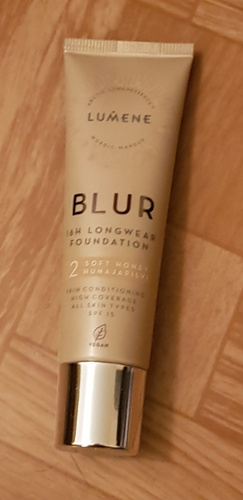 LUMENE
NORDIC MAKEUP
BLUR
16H LONGWEAR
FOUNDATION
2 SOFT HONEY
HUNAJARILVI
SKIN CONDITIONING
HIGH COVERAGE
ALL SKIN TYPES
SPF 15
VEGAN